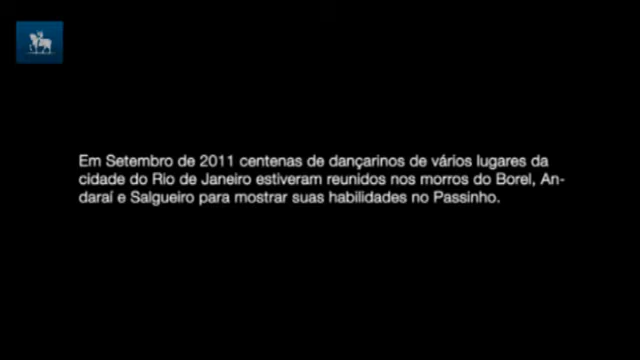 Em Setembro de 2011 centenas de dançarinos de vários lugares da
cidade do Rio de Janeiro estiveram reunidos nos morros do Borel, An-
daraí e Salgueiro para mostrar suas habilidades no Passinho.